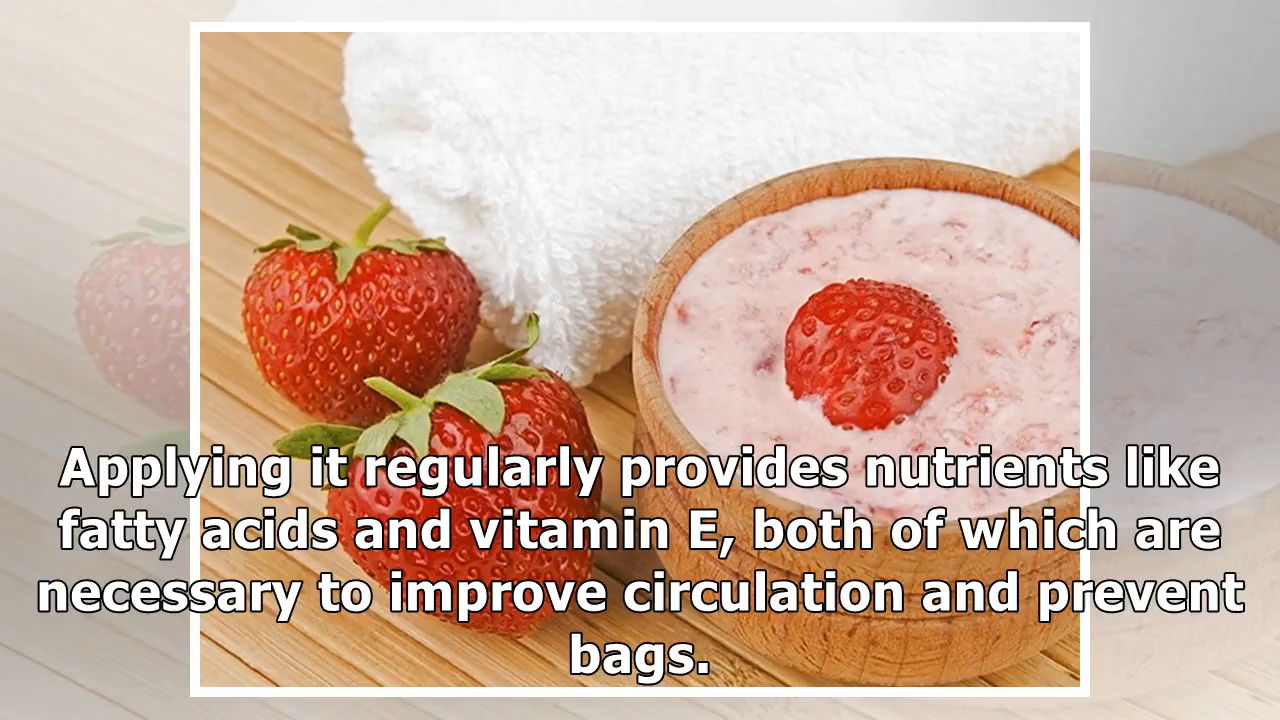 Applying it regularly provides nutrients like
fatty acids and vitamin E, both of which are
necessary to improve circulation and prevent
bags.